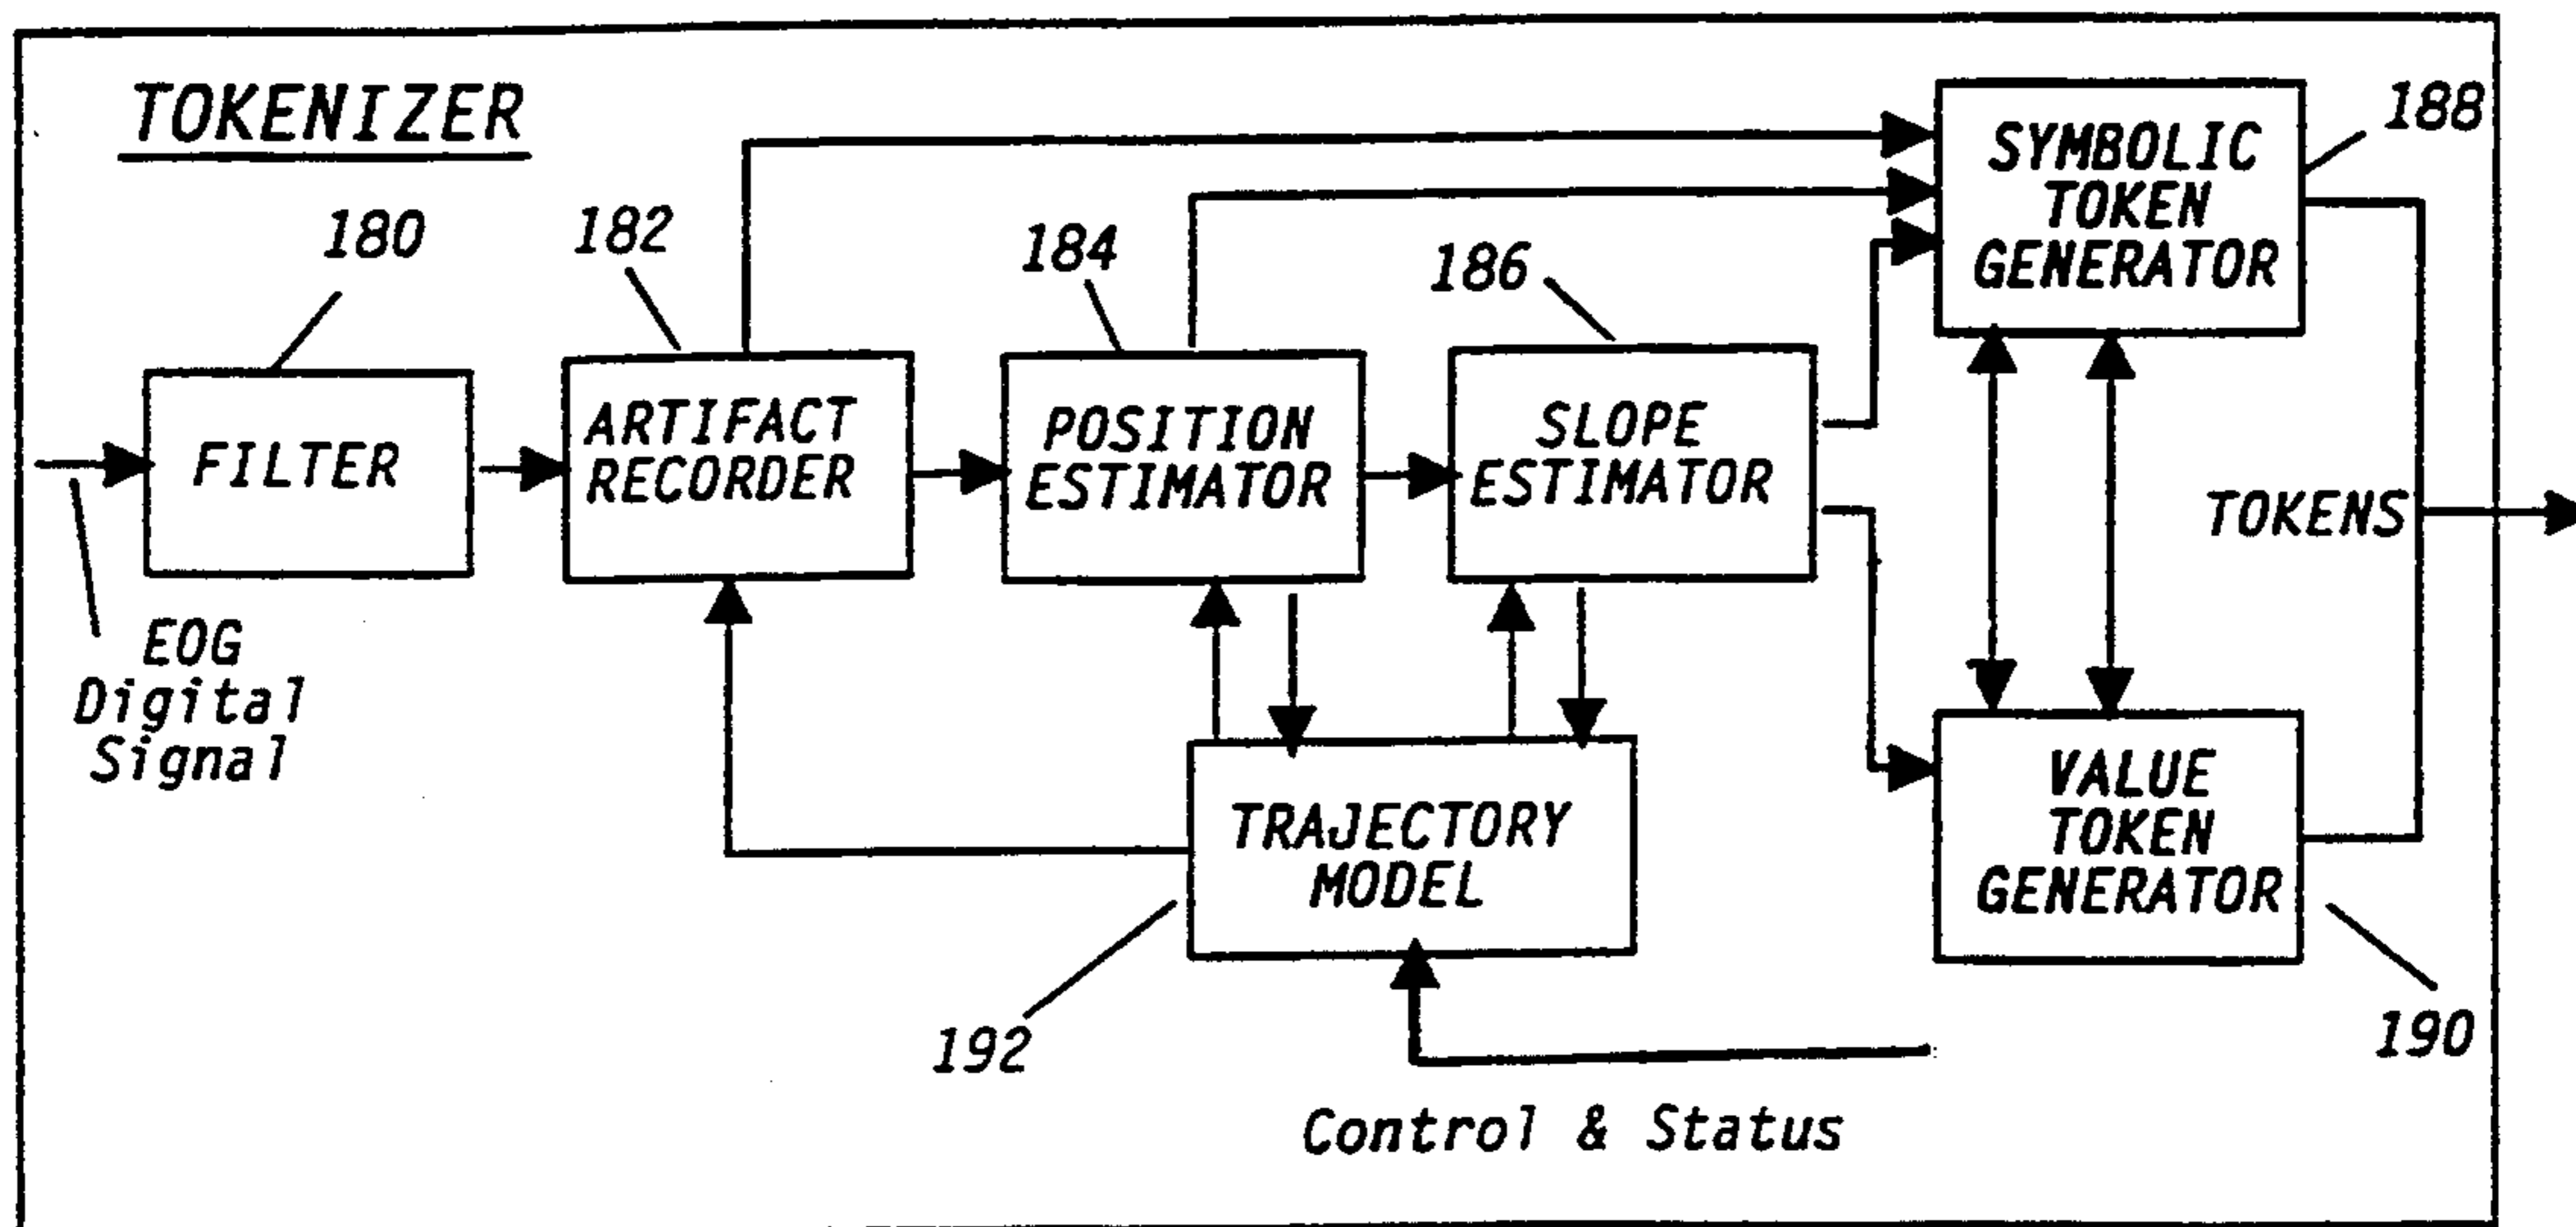 TOKENIZER
180
182
184
186
188
SYMBOLIC
TOKEN
GENERATOR
FILTER
ARTIFACT
RECORDER
POSITION
ESTIMATOR
SLOPE
ESTIMATOR
TOKENS
EOG
Digital
Signal
TRAJECTORY
MODEL
VALUE
TOKEN
GENERATOR
192
190
Control & Status